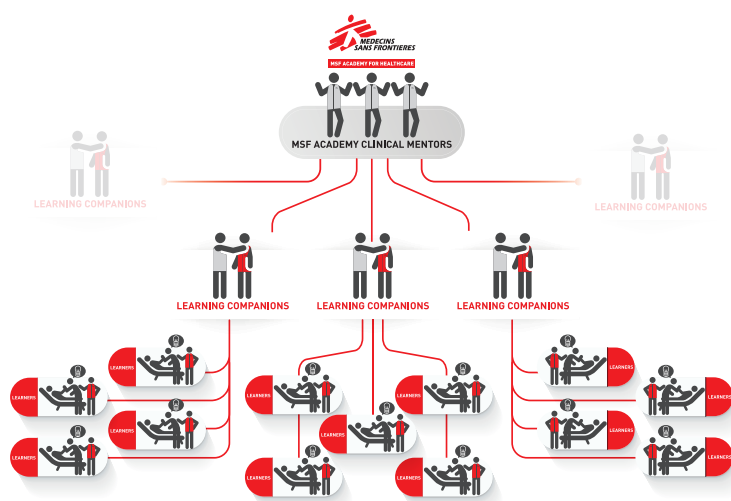 MEDECINS
SANS FRONTIERES
MSF ACADEMY FOR HEALTHCARE
MSF ACADEMY CLINICAL MENTORS
LEARNING COMPANIONS
LEARNING COMPANIONS
LEARNING COMPANIONS
LEARNING COMPANIONS
LEARNING COMPANIONS
LEARNERS
LEARNERS
LEARNERS
LEARNERS
LEARNERS
LEARNERS
LEARNERS
LEARNERS
LEARNERS
LEARNERS
LEARNERS
LEARNERS
LEARNERS